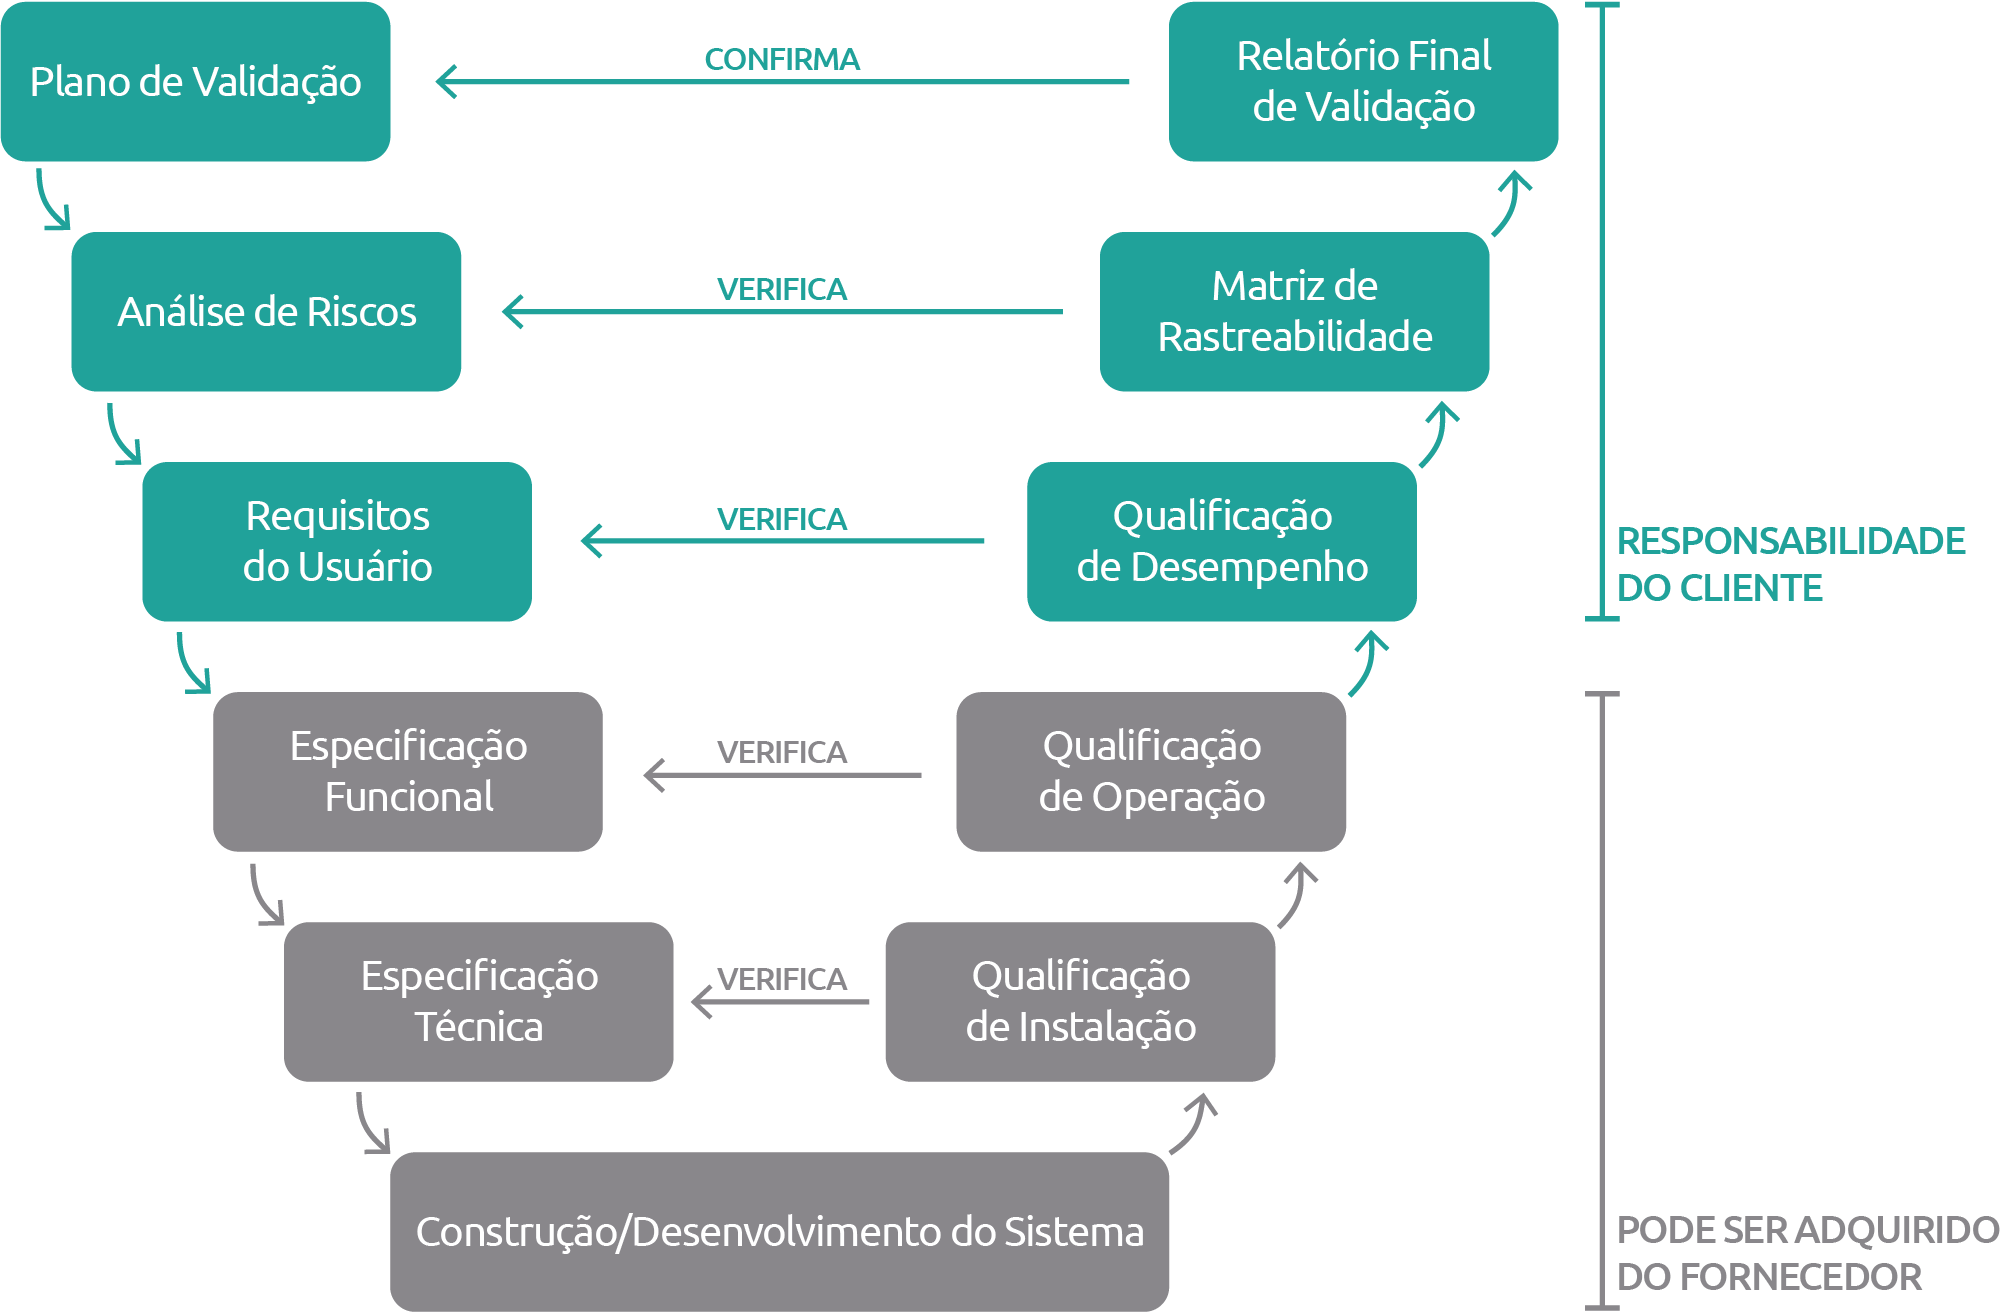 Plano de Validação
CONFIRMA
Relatório Final
de Validação
Análise de Riscos
VERIFICA
Matriz de
Rastreabilidade
Requisitos
do Usuário
VERIFICA
Qualificação
de Desempenho
RESPONSABILIDADE
DO CLIENTE
Especificação
Funcional
VERIFICA
Qualificação
de Operação
Especificação
Técnica
VERIFICA
Qualificação
de Instalação
Construção/Desenvolvimento do Sistema
PODE SER ADQUIRIDO
DO FORNECEDOR